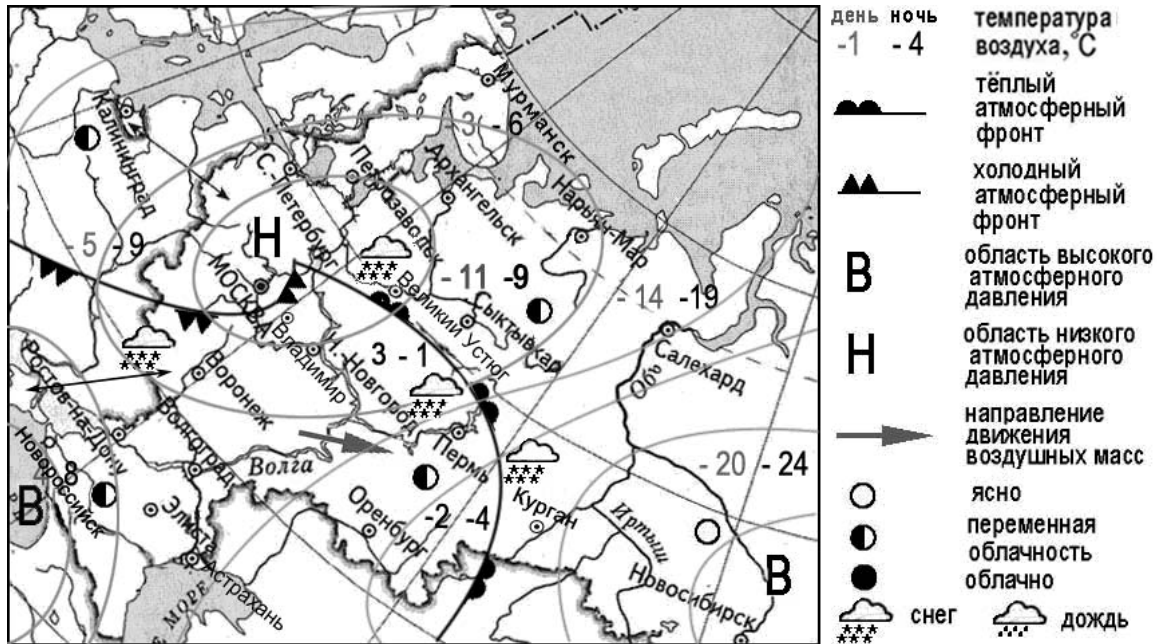 Мурманск
-3 -6
Калининград
С.-Петербург
Петрозаводск
Архангельск
Нарьян-Мар
-5 -9
Н
-11 -9
-14 -19
МОСКВА
Великий Устюг
Сыктывкар
Салехард
Владимир
Н.-Новгород
3 -1
Обь
Ростов-на-Дону
Воронеж
Волгоград
Пермь
Новороссийск
Волга
-20 -24
8
В
Элиста
Оренбург
-2 -4
Курган
Иртыш
В
Новосибирск
Астрахань
Е МОРЕ
день ночь
-1 -4
температура
воздуха, °С
тёплый
атмосферный
фронт
холодный
атмосферный
фронт
В
область высокого
атмосферного
давления
Н
область низкого
атмосферного
давления
направление
движения
воздушных масс
ясно
переменная
облачность
облачно
снег
дождь